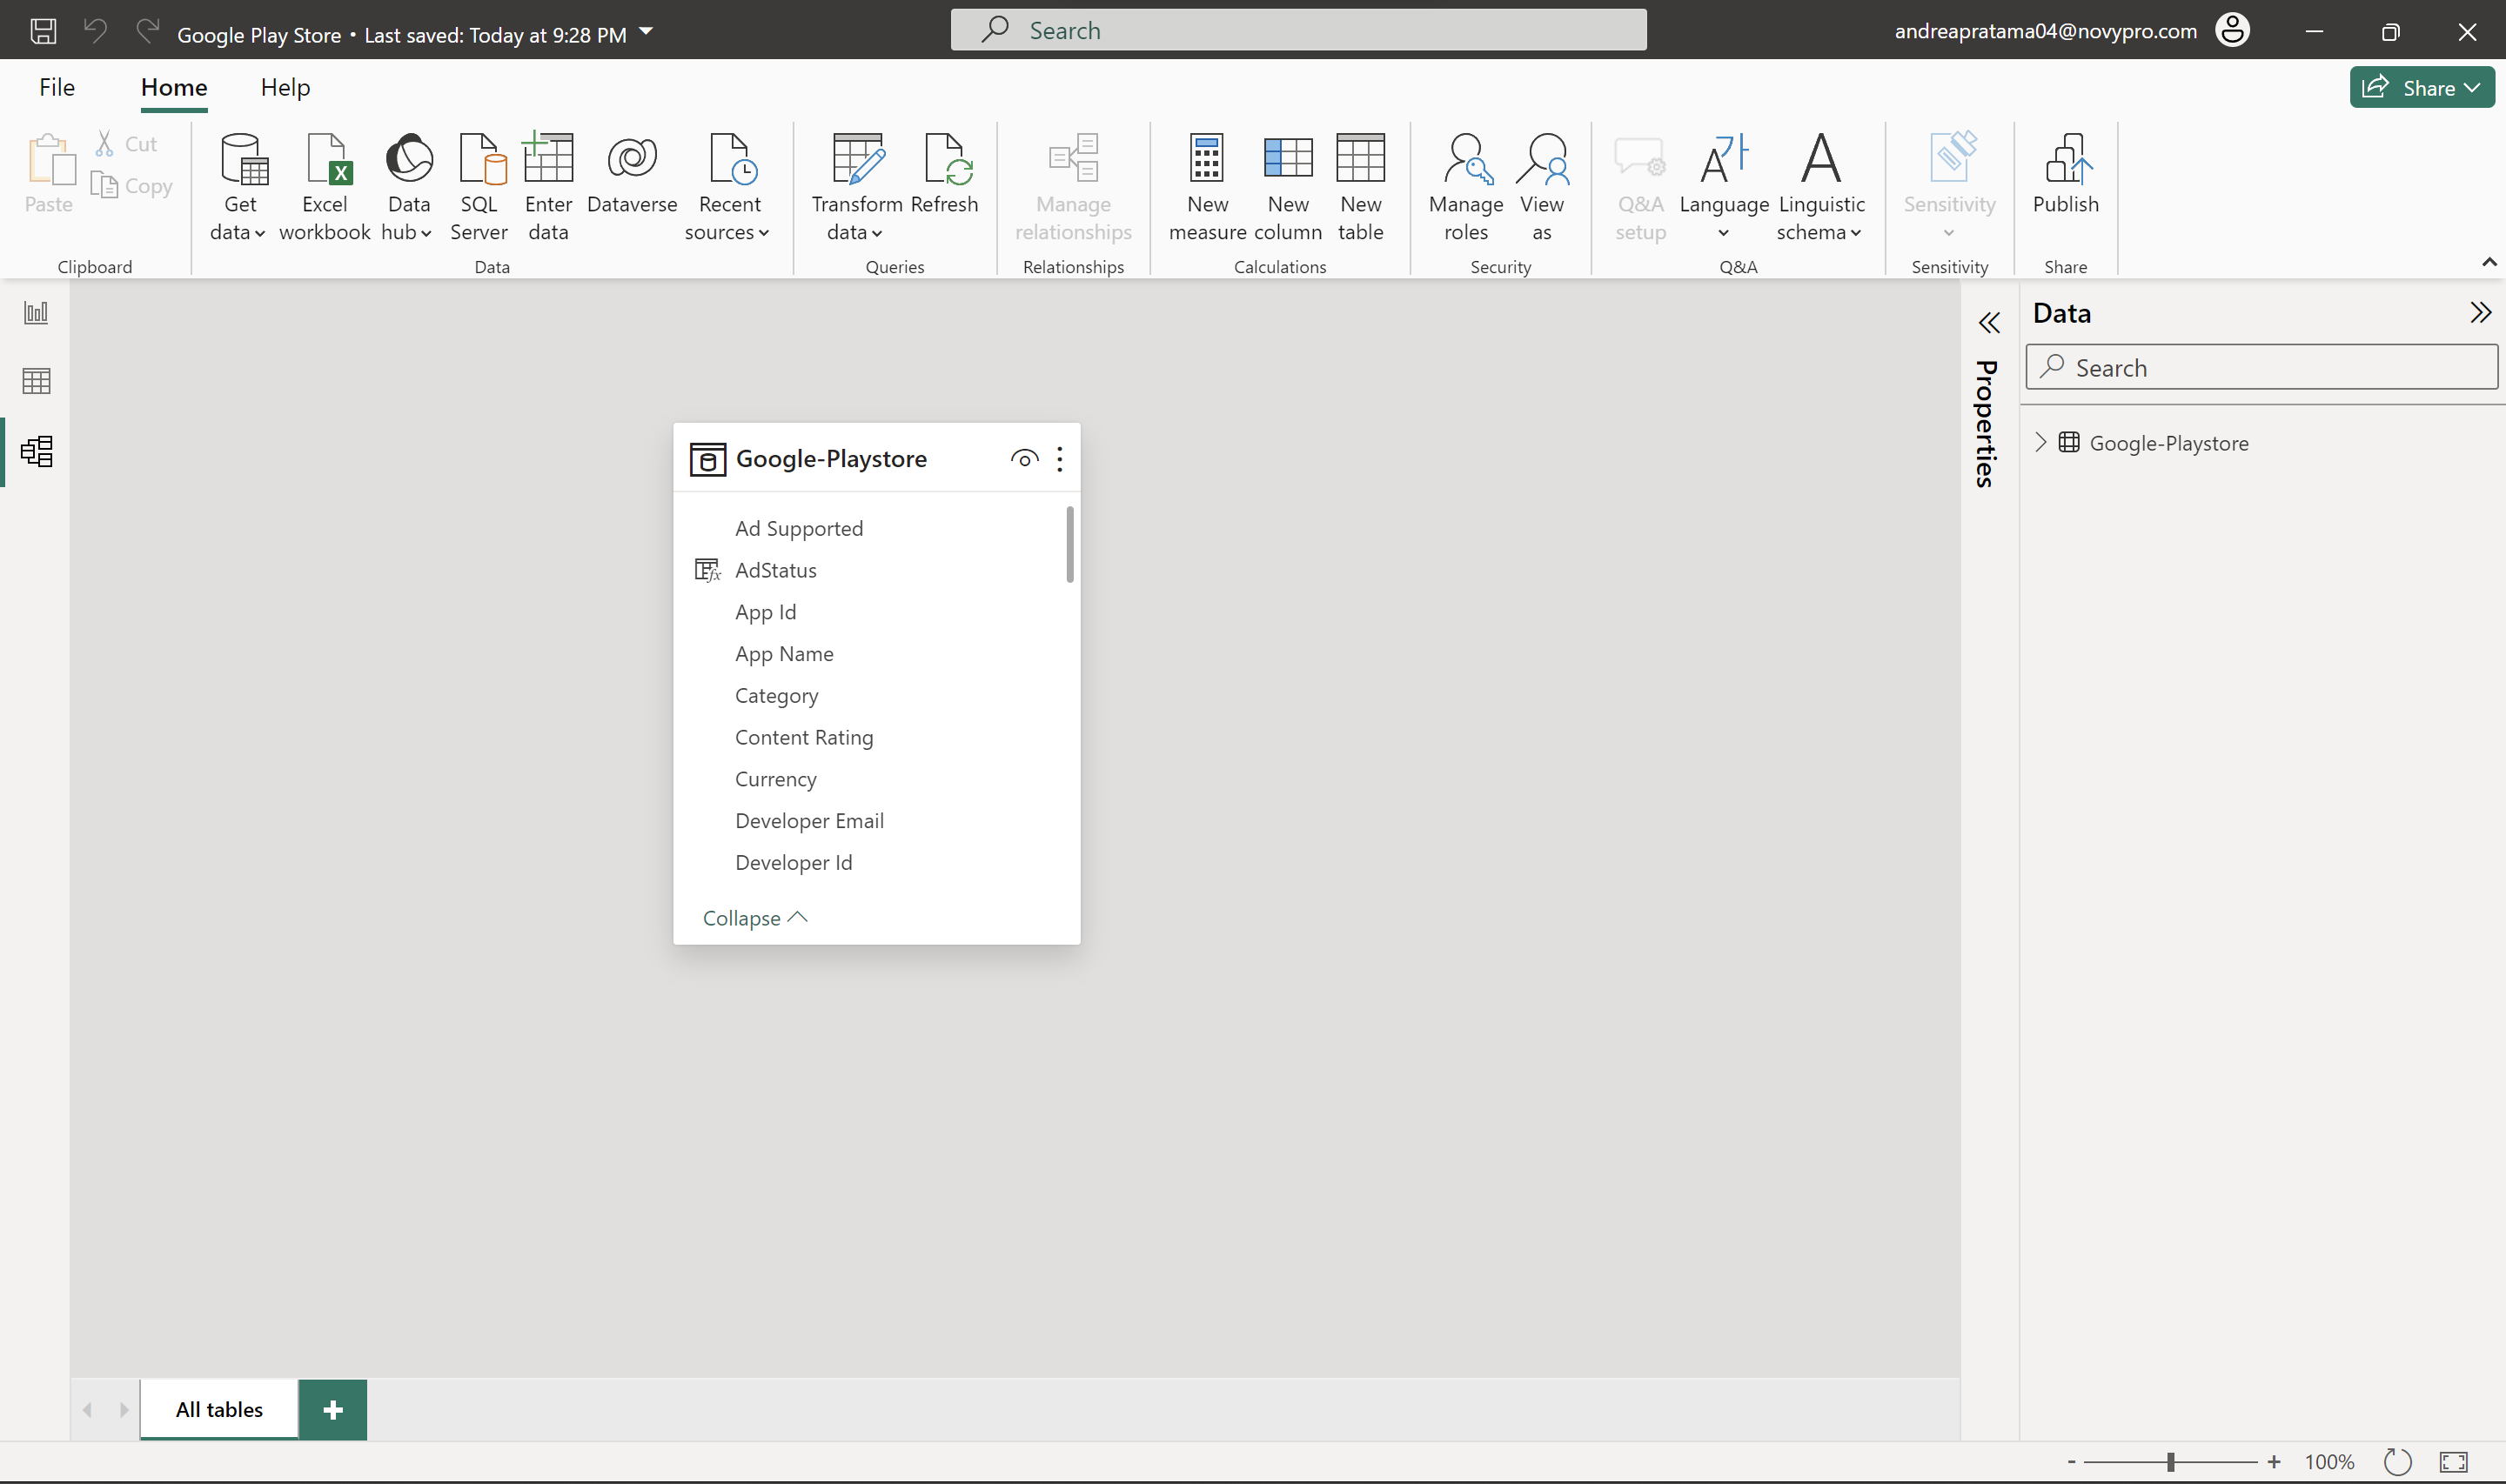 Google Play Store • Last saved: Today at 9:28 PM
Search
andreapratama04@novypro.com
File
Home
Help
Share
Paste
Cut
Copy
Clipboard
Get data
Excel workbook
Data hub
SQL Server
Enter data
Dataverse
Recent sources
Data
Transform data
Refresh
Queries
Manage relationships
Relationships
New measure
New column
New table
Calculations
Manage roles
View as
Security
Q&A setup
Language
Linguistic schema
Q&A
Sensitivity
Sensitivity
Publish
Share
Google-Playstore
Ad Supported
AdStatus
App Id
App Name
Category
Content Rating
Currency
Developer Email
Developer Id
Collapse
Properties
Data
Search
Google-Playstore
All tables
+
- + 100%